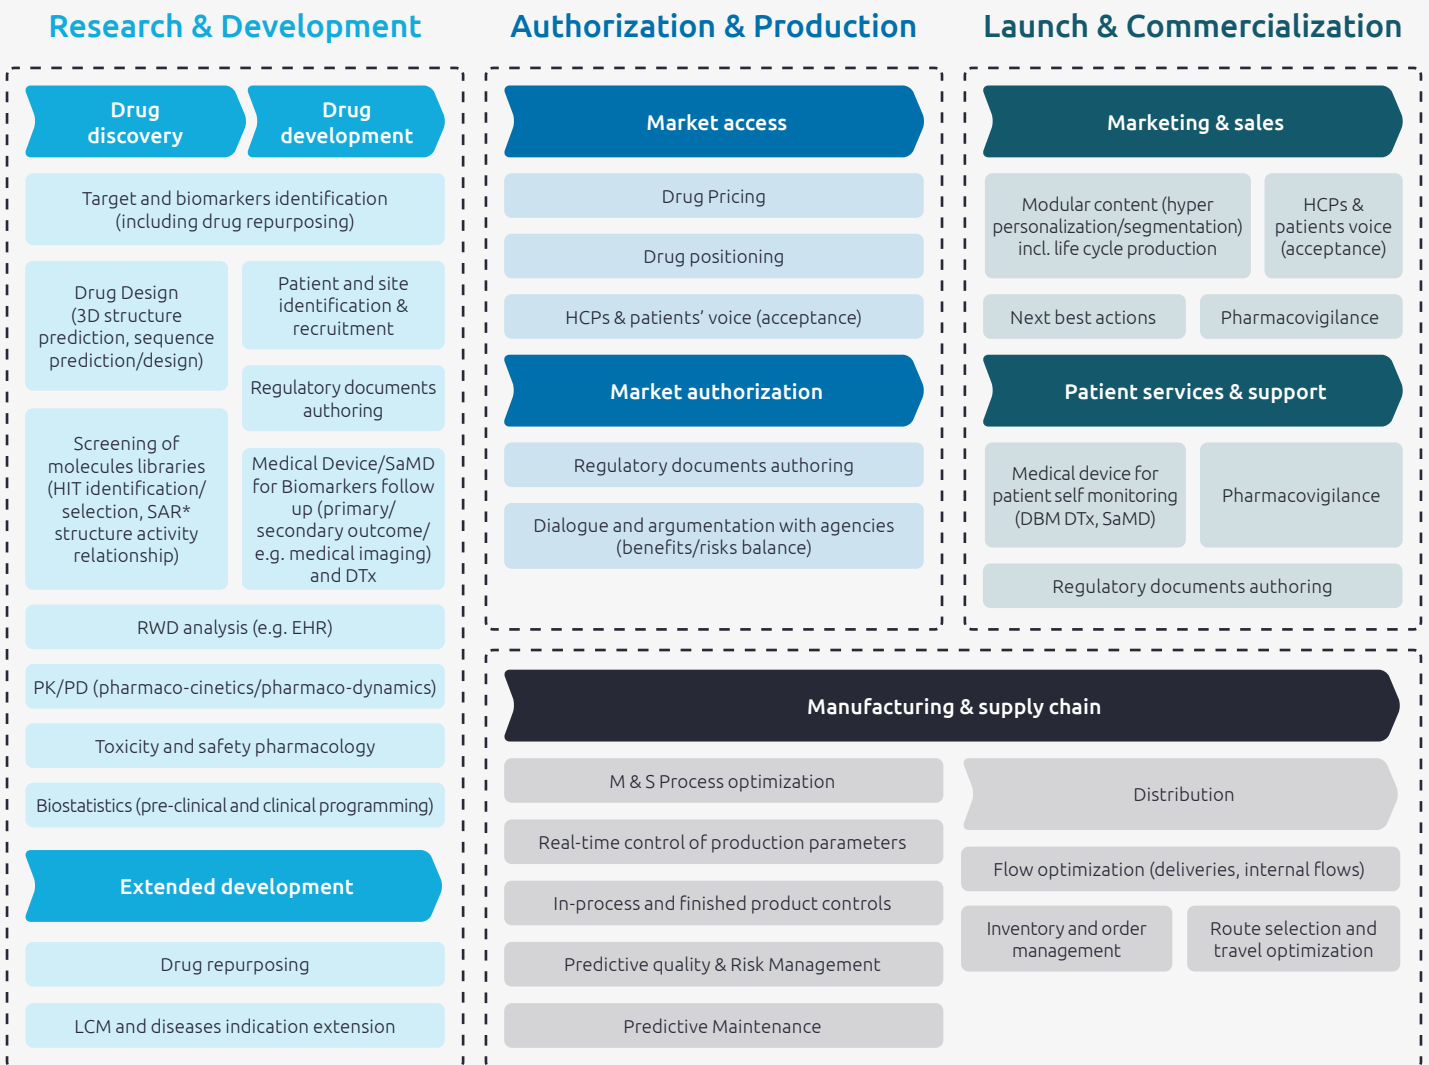 Research & Development
Drug
discovery
Drug
development
Target and biomarkers identification
(including drug repurposing)
Drug Design
(3D structure
prediction, sequence
prediction/design)
Screening of
molecules libraries
(HIT identification/
selection, SAR*
structure activity
relationship)
Patient and site
identification &
recruitment
Regulatory documents
authoring
Medical Device/SaMD
for Biomarkers follow
up (primary/
secondary outcome/
e.g. medical imaging)
and DTx
RWD analysis (e.g. EHR)
PK/PD (pharmaco-cinetics/pharmaco-dynamics)
Toxicity and safety pharmacology
Biostatistics (pre-clinical and clinical programming)
Extended development
Drug repurposing
LCM and diseases indication extension
Authorization & Production
Market access
Drug Pricing
Drug positioning
HCPs & patients’ voice (acceptance)
Market authorization
Regulatory documents authoring
Dialogue and argumentation with agencies
(benefits/risks balance)
Launch & Commercialization
Marketing & sales
Modular content (hyper
personalization/segmentation)
incl. life cycle production
HCPs &
patients voice
(acceptance)
Next best actions
Pharmacovigilance
Patient services & support
Medical device for
patient self monitoring
(DBM DTx, SaMD)
Pharmacovigilance
Regulatory documents authoring
Manufacturing & supply chain
M & S Process optimization
Real-time control of production parameters
In-process and finished product controls
Predictive quality & Risk Management
Predictive Maintenance
Distribution
Flow optimization (deliveries, internal flows)
Inventory and order
management
Route selection and
travel optimization